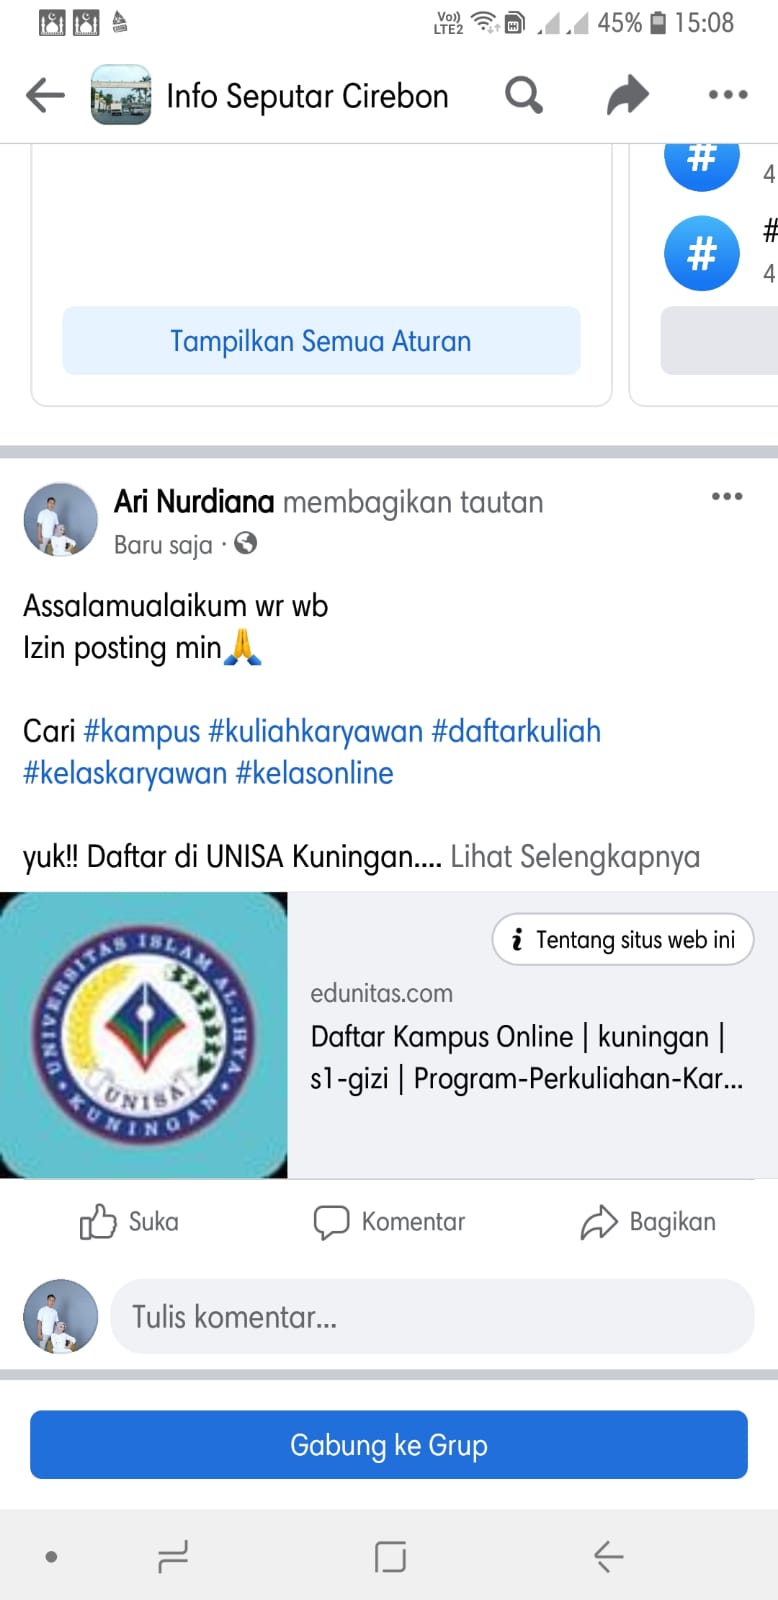 Vo)) LTE2 45% 15:08
Info Seputar Cirebon
# 4
# #
4
Tampilkan Semua Aturan
Ari Nurdiana membagikan tautan
Baru saja ·
Assalamualaikum wr wb
Izin posting min🙏
Cari #kampus #kuliahkaryawan #daftarkuliah
#kelaskaryawan #kelasonline
yuk!! Daftar di UNISA Kuningan.... Lihat Selengkapnya
UNIVERSITAS ISLAM AL-IHYA
UNISA
KUNINGAN
i Tentang situs web ini
edunitas.com
Daftar Kampus Online | kuningan |
s1-gizi | Program-Perkuliahan-Kar...
Suka Komentar Bagikan
Tulis komentar...
Gabung ke Grup